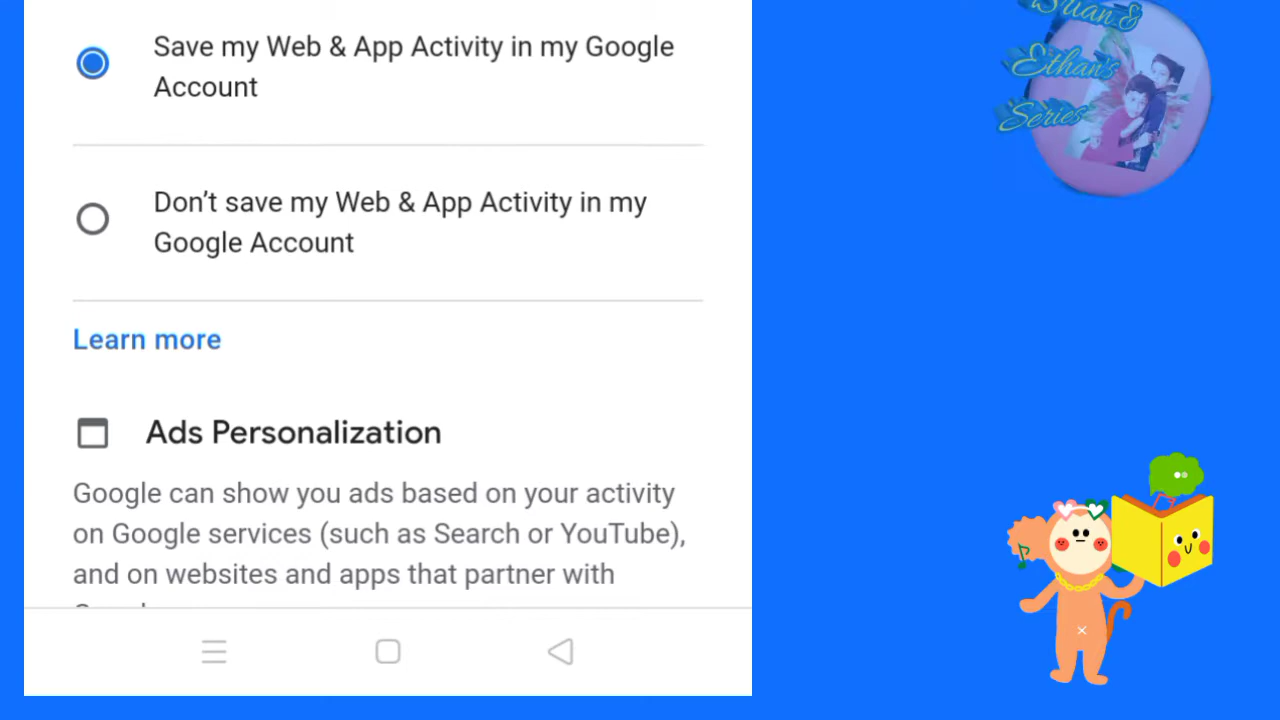 Save my Web & App Activity in my Google
Account
Don’t save my Web & App Activity in my
Google Account
Learn more
Ads Personalization
Google can show you ads based on your activity
on Google services (such as Search or YouTube),
and on websites and apps that partner with
Brian &
Ethan's
Series